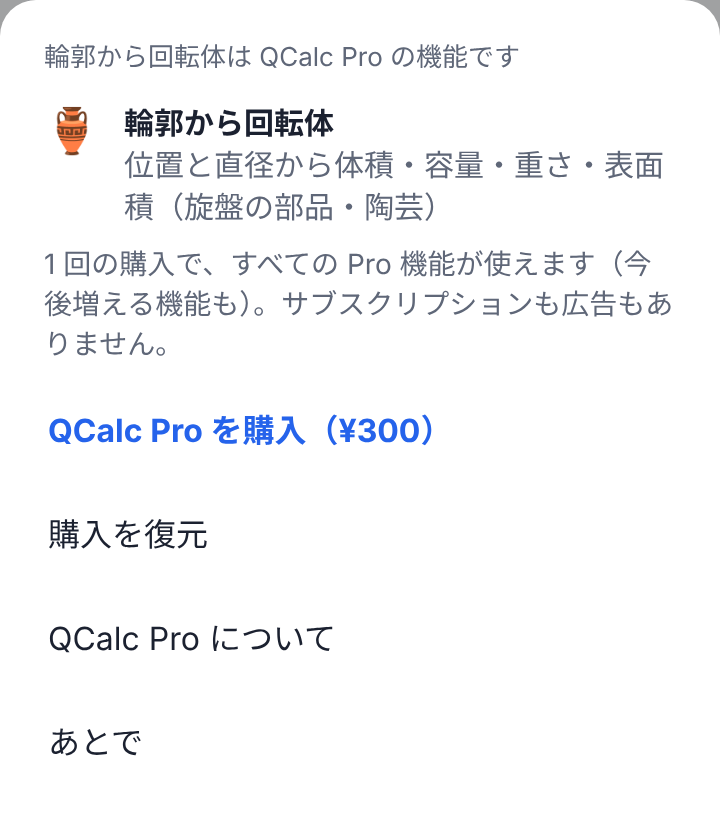 輪郭から回転体は QCalc Pro の機能です
輪郭から回転体
位置と直径から体積・容量・重さ・表面
積（旋盤の部品・陶芸）
1 回の購入で、すべての Pro 機能が使えます（今
後増える機能も）。サブスクリプションも広告もあ
りません。
QCalc Pro を購入（¥300）
購入を復元
QCalc Pro について
あとで